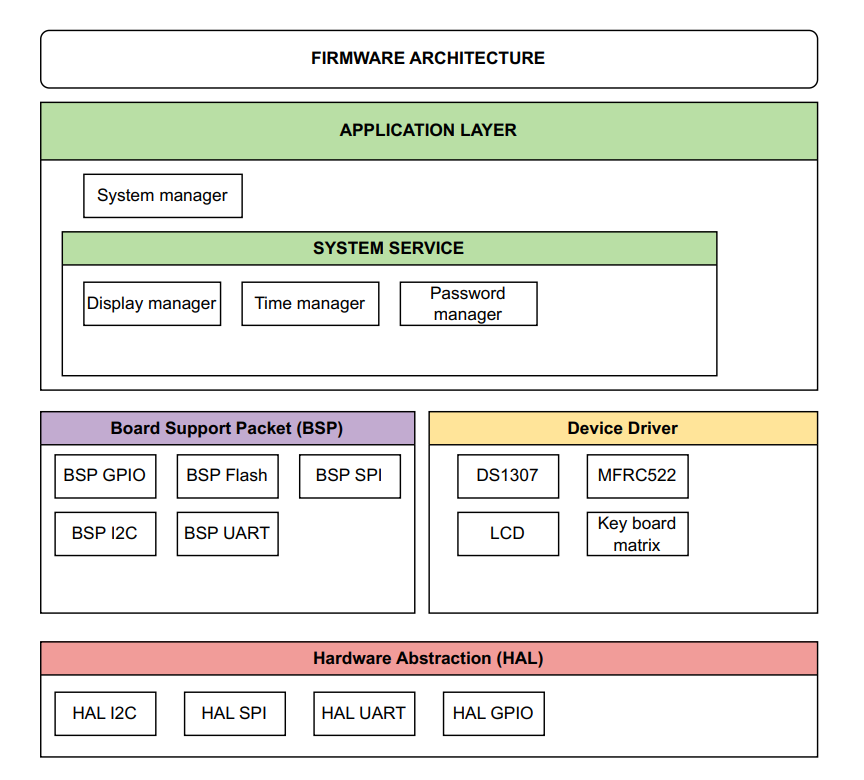 FIRMWARE ARCHITECTURE
APPLICATION LAYER
System manager
SYSTEM SERVICE
Display manager
Time manager
Password
manager
Board Support Packet (BSP)
BSP GPIO
BSP Flash
BSP SPI
BSP I2C
BSP UART
Device Driver
DS1307
MFRC522
LCD
Key board
matrix
Hardware Abstraction (HAL)
HAL I2C
HAL SPI
HAL UART
HAL GPIO